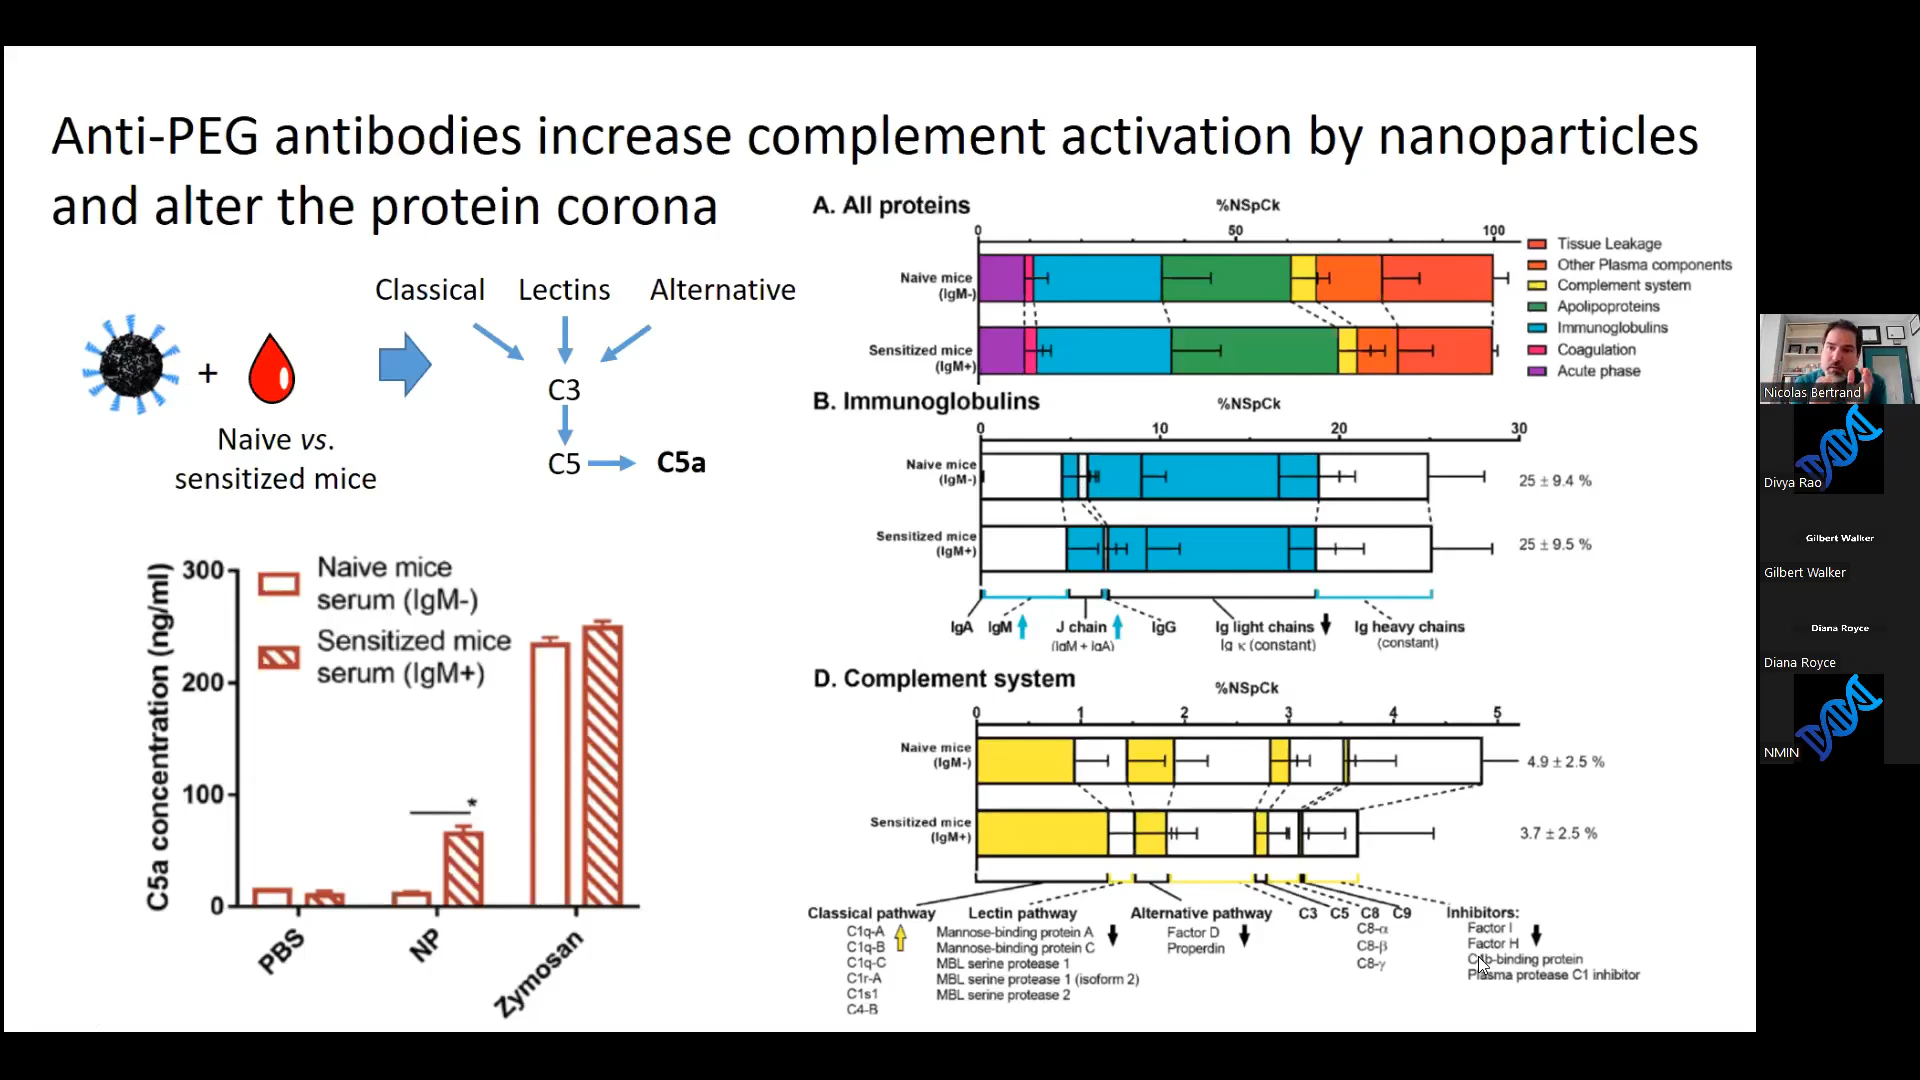 Anti-PEG antibodies increase complement activation by nanoparticles
and alter the protein corona
Classical Lectins Alternative
C3
C5 C5a
+
Naive vs.
sensitized mice
C5a concentration (ng/ml)
300
200
100
0
Naive mice
serum (IgM-)
Sensitized mice
serum (IgM+)
*
PBS
NP
Zymosan
A. All proteins
%NSpCk
0 50 100
Naive mice
(IgM-)
Sensitized mice
(IgM+)
Tissue Leakage
Other Plasma components
Complement system
Apolipoproteins
Immunoglobulins
Coagulation
Acute phase
B. Immunoglobulins
%NSpCk
0 10 20 30
Naive mice
(IgM-)
25 ± 9.4 %
Sensitized mice
(IgM+)
25 ± 9.5 %
IgA IgM J chain IgG Ig light chains Ig heavy chains
(IgM + IgA) Ig κ (constant) (constant)
D. Complement system
%NSpCk
0 1 2 3 4 5
Naive mice
(IgM-)
4.9 ± 2.5 %
Sensitized mice
(IgM+)
3.7 ± 2.5 %
Classical pathway
C1q-A
C1q-B
C1q-C
C1r-A
C1s1
C4-B
Lectin pathway
Mannose-binding protein A
Mannose-binding protein C
MBL serine protease 1
MBL serine protease 1 (isoform 2)
MBL serine protease 2
Alternative pathway
Factor D
Properdin
C3 C5 C8 C9
C8-α
C8-β
C8-γ
Inhibitors:
Factor I
Factor H
C4b-binding protein
Plasma protease C1 inhibitor
Nicolas Bertrand
Divya Rao
Gilbert Walker
Gilbert Walker
Diana Royce
Diana Royce
NMIN